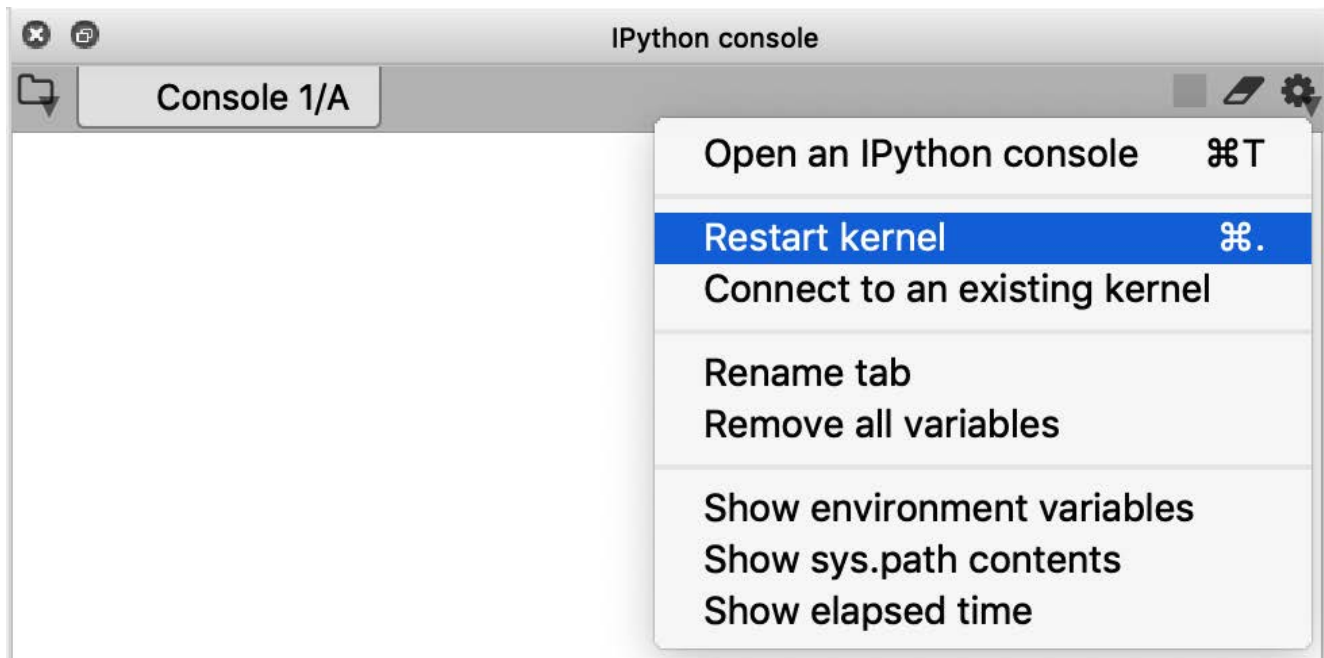 IPython console
Console 1/A
Open an IPython console ⌘T
Restart kernel ⌘.
Connect to an existing kernel
Rename tab
Remove all variables
Show environment variables
Show sys.path contents
Show elapsed time